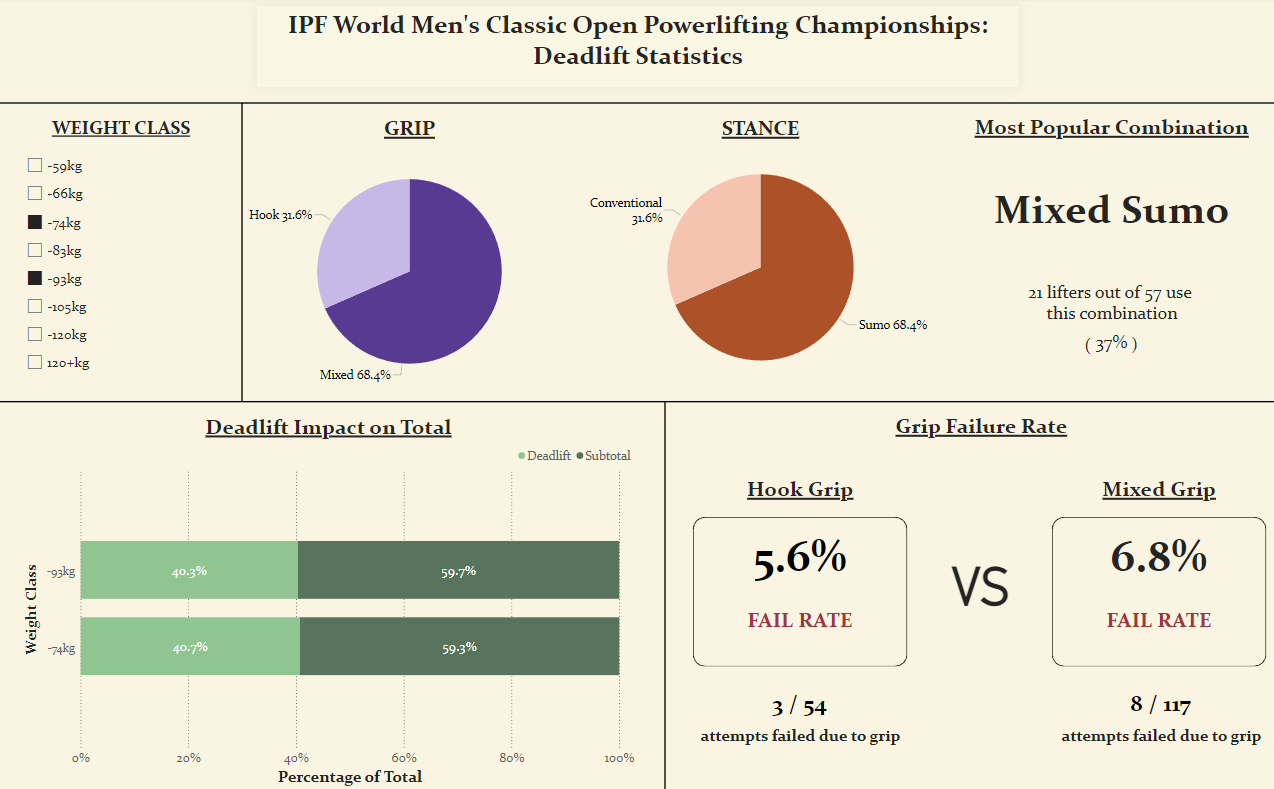 IPF World Men's Classic Open Powerlifting Championships:
Deadlift Statistics
WEIGHT CLASS
-59kg
-66kg
-74kg
-83kg
-93kg
-105kg
-120kg
120+kg
GRIP
Hook 31.6%
Mixed 68.4%
STANCE
Conventional
31.6%
Sumo 68.4%
Most Popular Combination
Mixed Sumo
21 lifters out of 57 use
this combination
( 37% )
Deadlift Impact on Total
Deadlift Subtotal
Weight Class
-93kg 40.3% 59.7%
-74kg 40.7% 59.3%
0% 20% 40% 60% 80% 100%
Percentage of Total
Grip Failure Rate
Hook Grip
5.6%
FAIL RATE
3 / 54
attempts failed due to grip
VS
Mixed Grip
6.8%
FAIL RATE
8 / 117
attempts failed due to grip